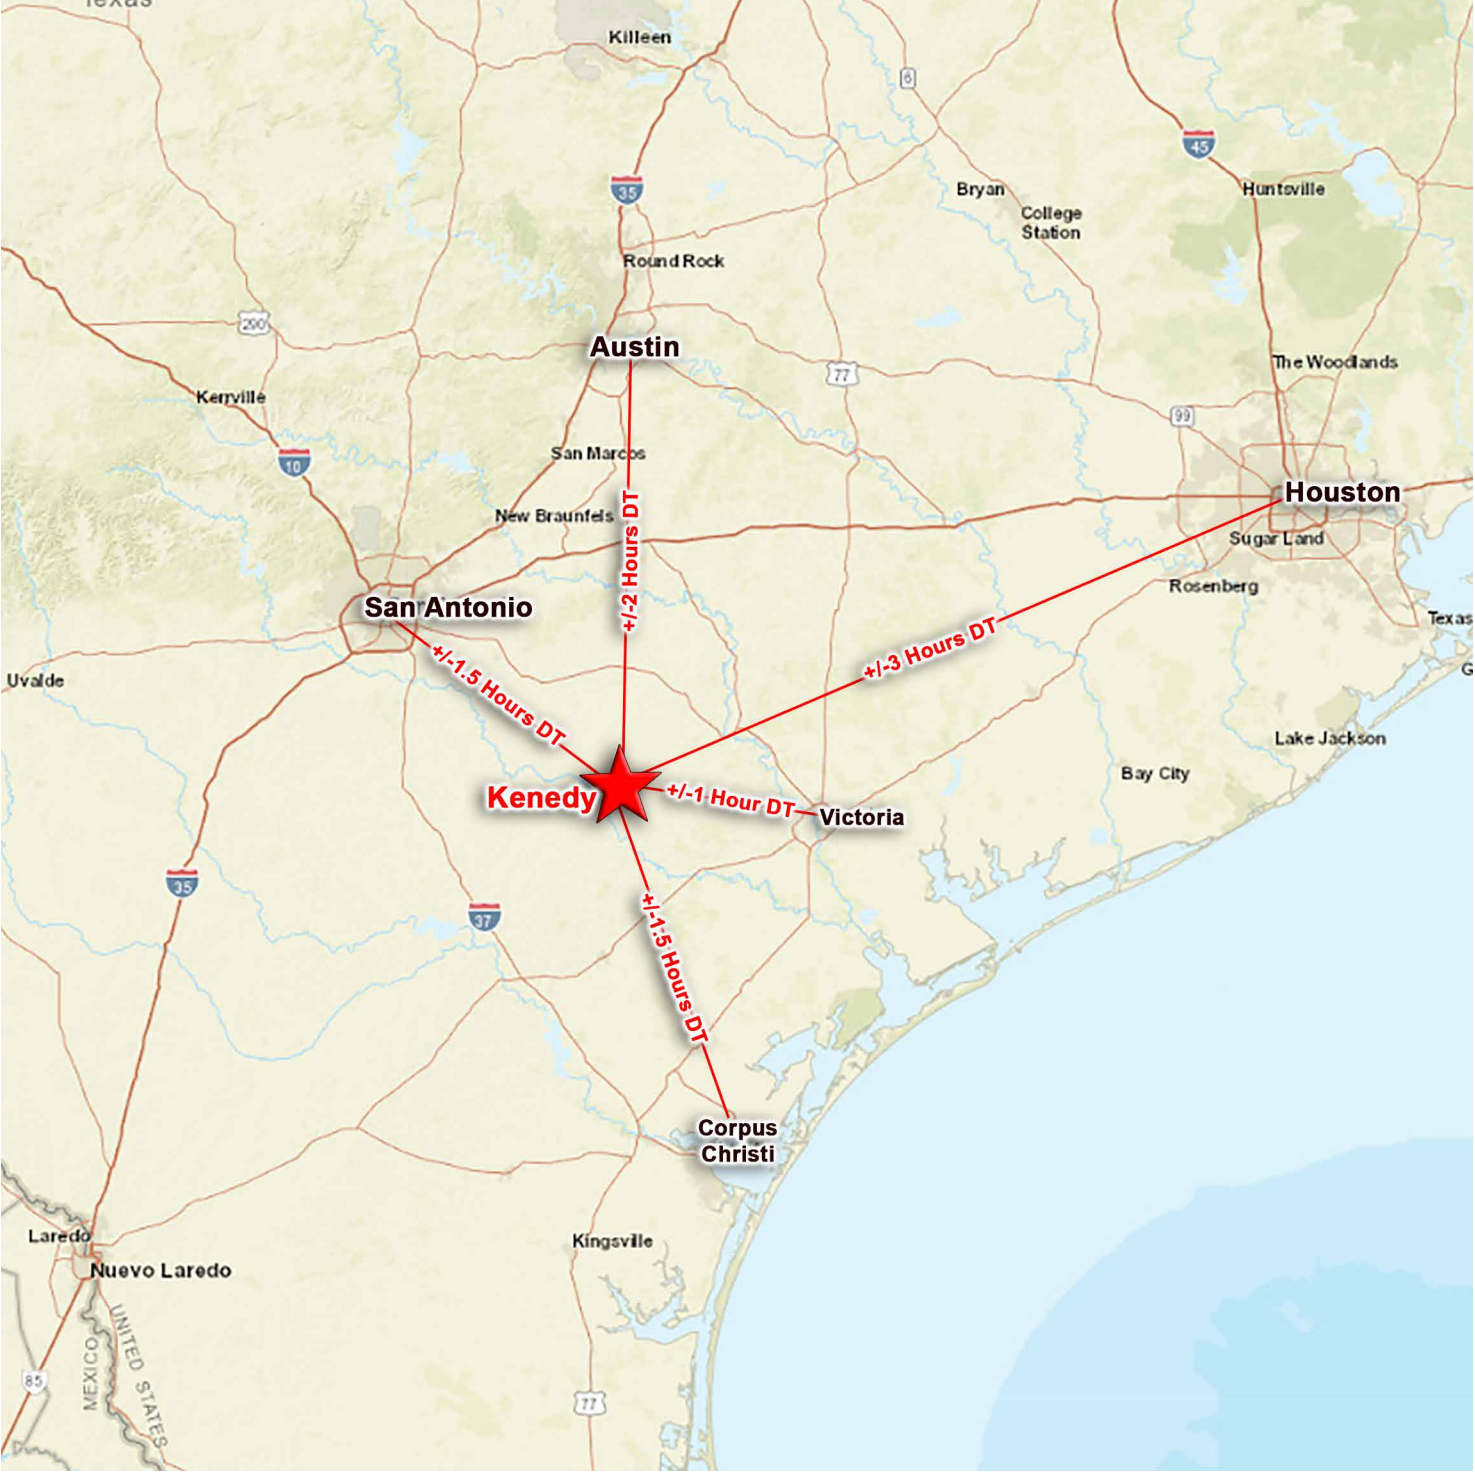 Texas
Killeen
6
45
35
Bryan
Huntsville
College
Station
Round Rock
290
Austin
The Woodlands
77
Kerrville
99
San Marcos
10
Houston
New Braunfels
+/-2 Hours DT
Sugar Land
Rosenberg
San Antonio
Texas
+/-3 Hours DT
+/-1.5 Hours DT
Uvalde
G
Lake Jackson
Bay City
Kenedy
+/-1 Hour DT
Victoria
35
37
+/-1.5 Hours DT
Corpus
Christi
Laredo
Kingsville
Nuevo Laredo
UNITED STATES
MEXICO
85
77